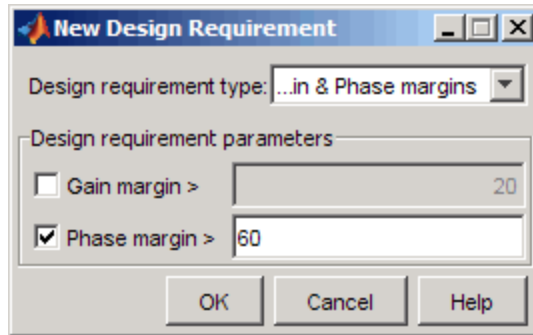 New Design Requirement
Design requirement type: ...in & Phase margins
Design requirement parameters
Gain margin > 20
Phase margin > 60
OK Cancel Help